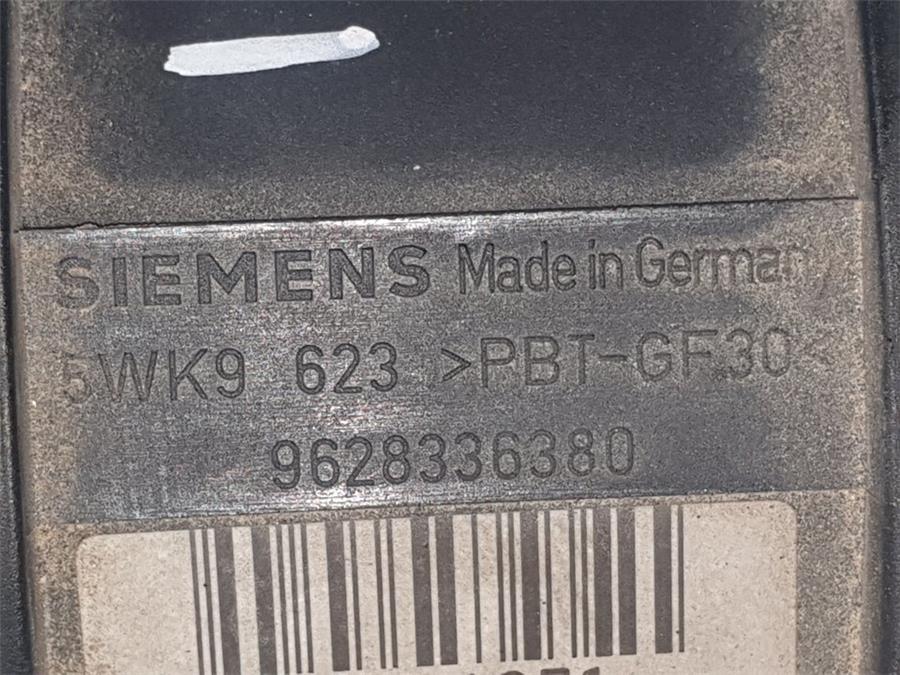 SIEMENS Made in Germany
5WK9 623 >PBT-GF30<
9628336380